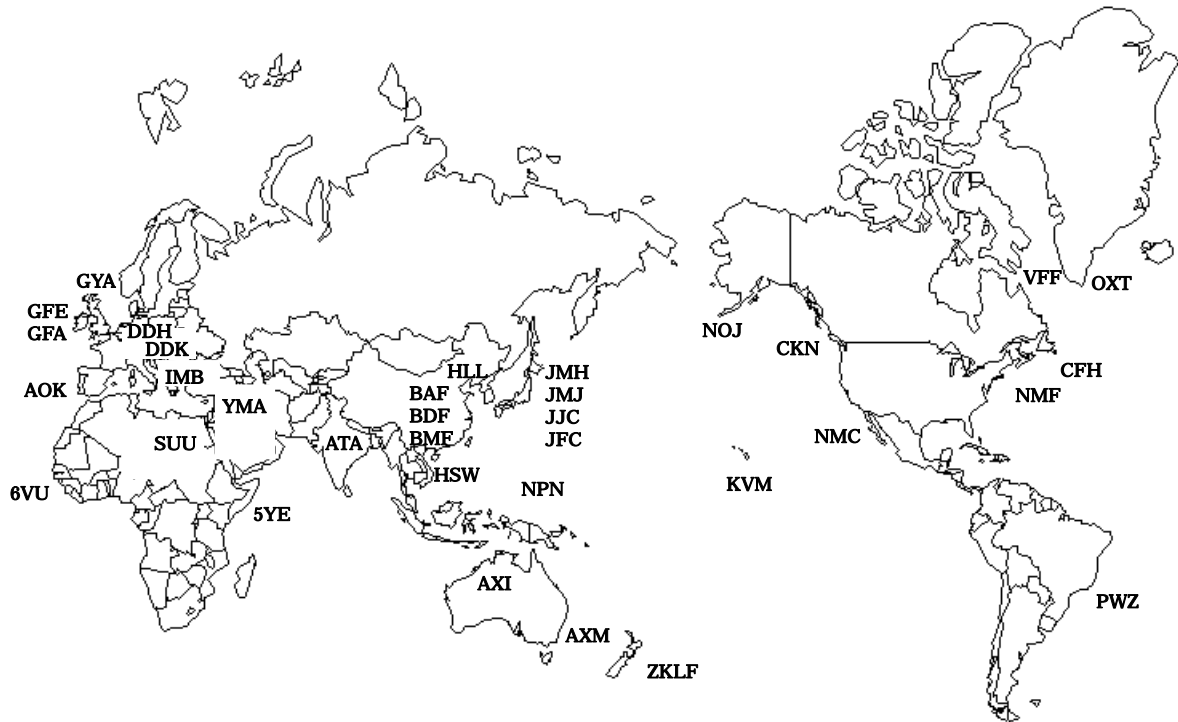 GYA
GFE
GFA
DDH
DDK
AOK
IMB
YMA
SUU
6VU
5YE
HLL
BAF
BDF
BMF
JMH
JMJ
JJC
JFC
ATA
HSW
NPN
AXI
AXM
ZKLF
NOJ
CKN
VFF
OXT
CFH
NMF
NMC
KVM
PWZ